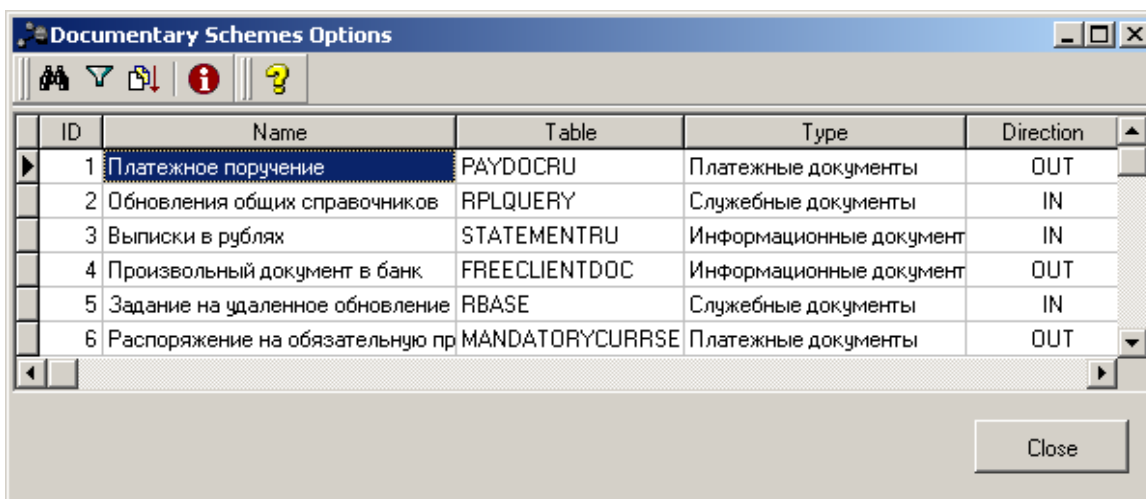 Documentary Schemes Options
ID Name Table Type Direction
1 Платежное поручение PAYDOCRU Платежные документы OUT
2 Обновления общих справочников RPLQUERY Служебные документы IN
3 Выписки в рублях STATEMENTRU Информационные документ IN
4 Произвольный документ в банк FREECLIENTDOC Информационные документ OUT
5 Задание на удаленное обновление RBASE Служебные документы IN
6 Распоряжение на обязательную пр MANDATORYCURRSE Платежные документы OUT
Close